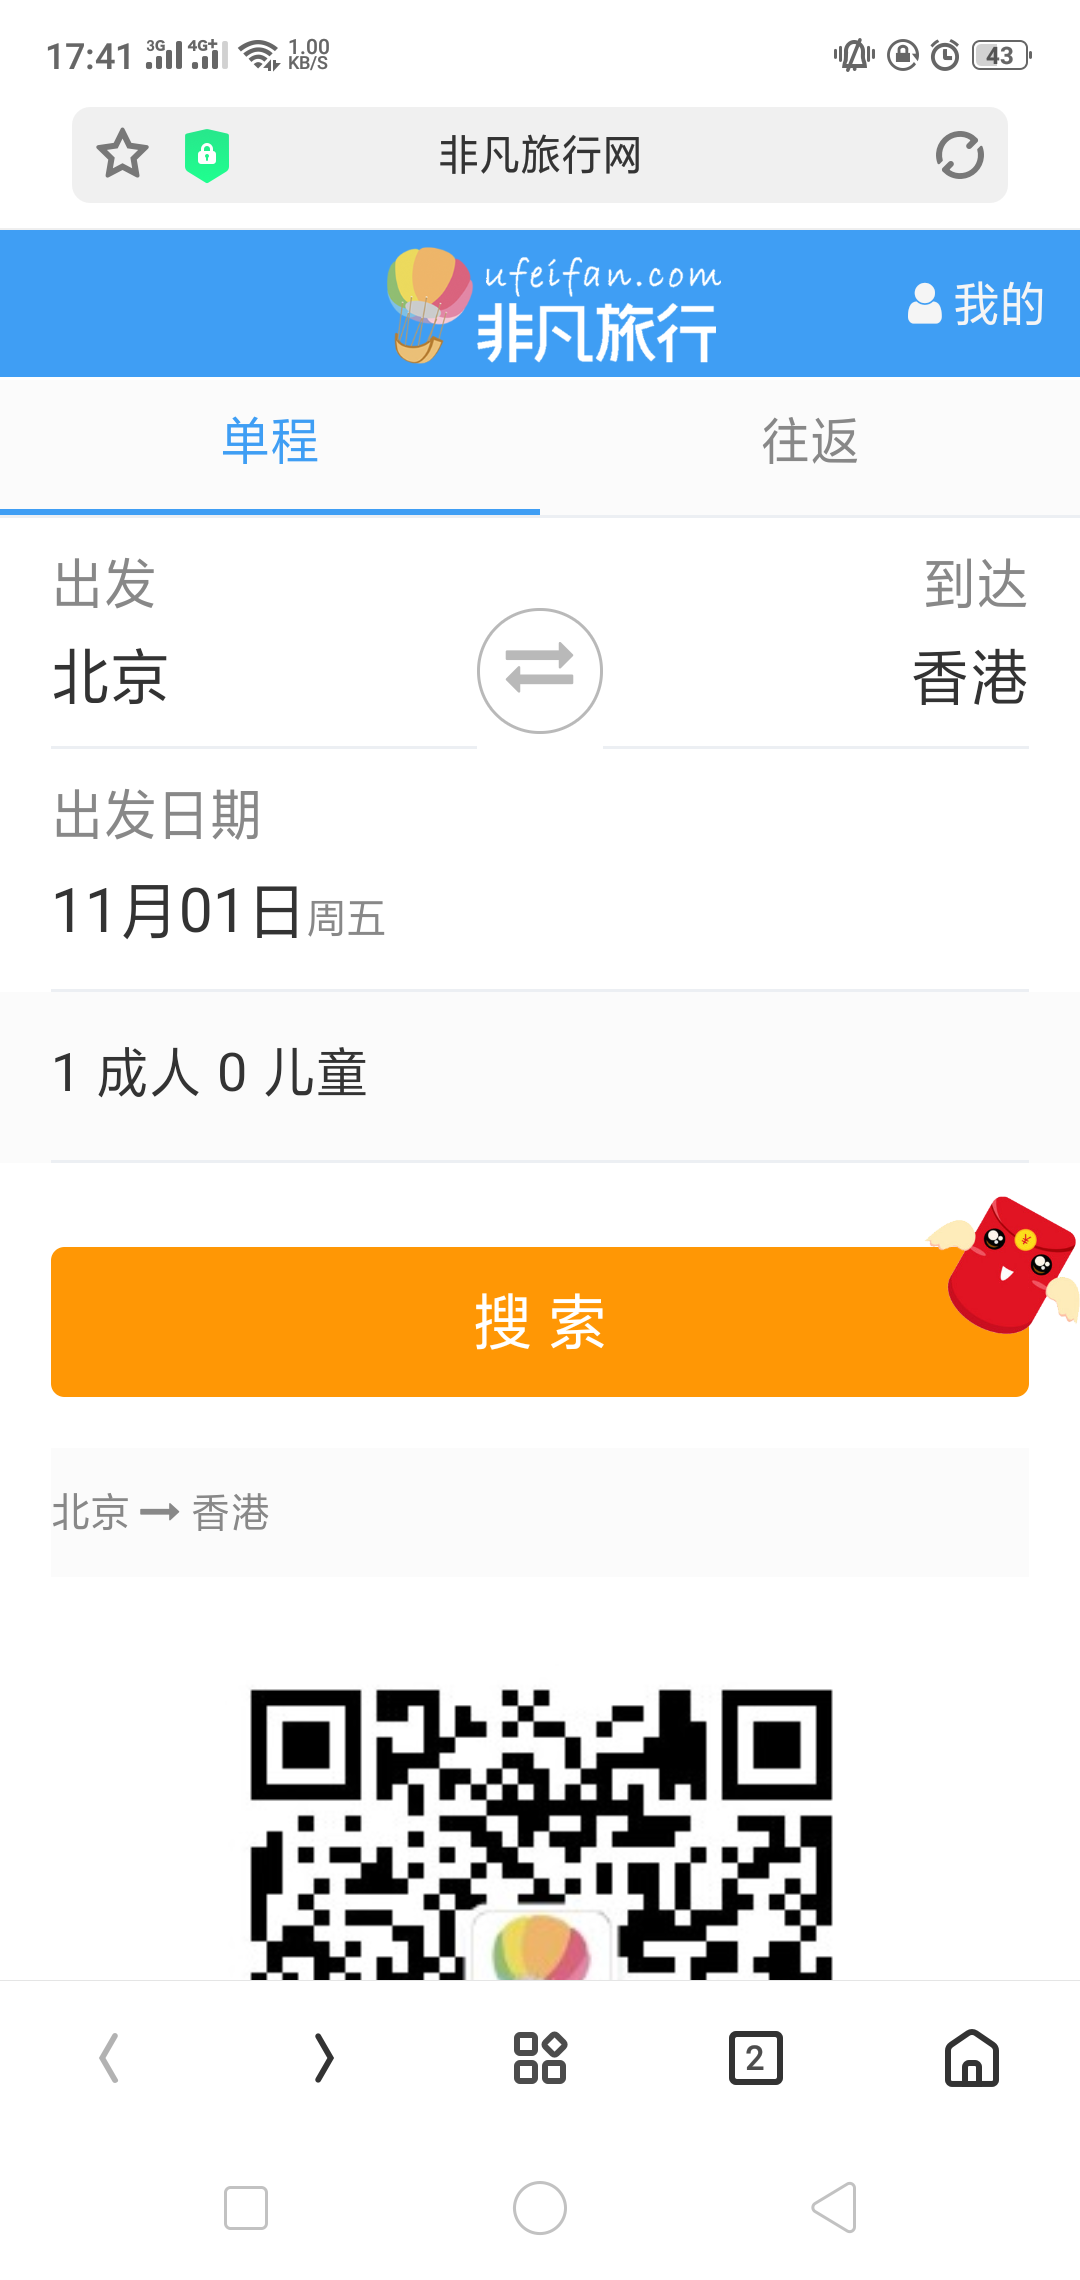 17:41 3G 4G+ 1.00 KB/S 43
非凡旅行网
ufeifan.com
非凡旅行
我的
单程 往返
出发 到达
北京 香港
出发日期
11月01日周五
1 成人 0 儿童
¥
搜 索
北京 香港
2